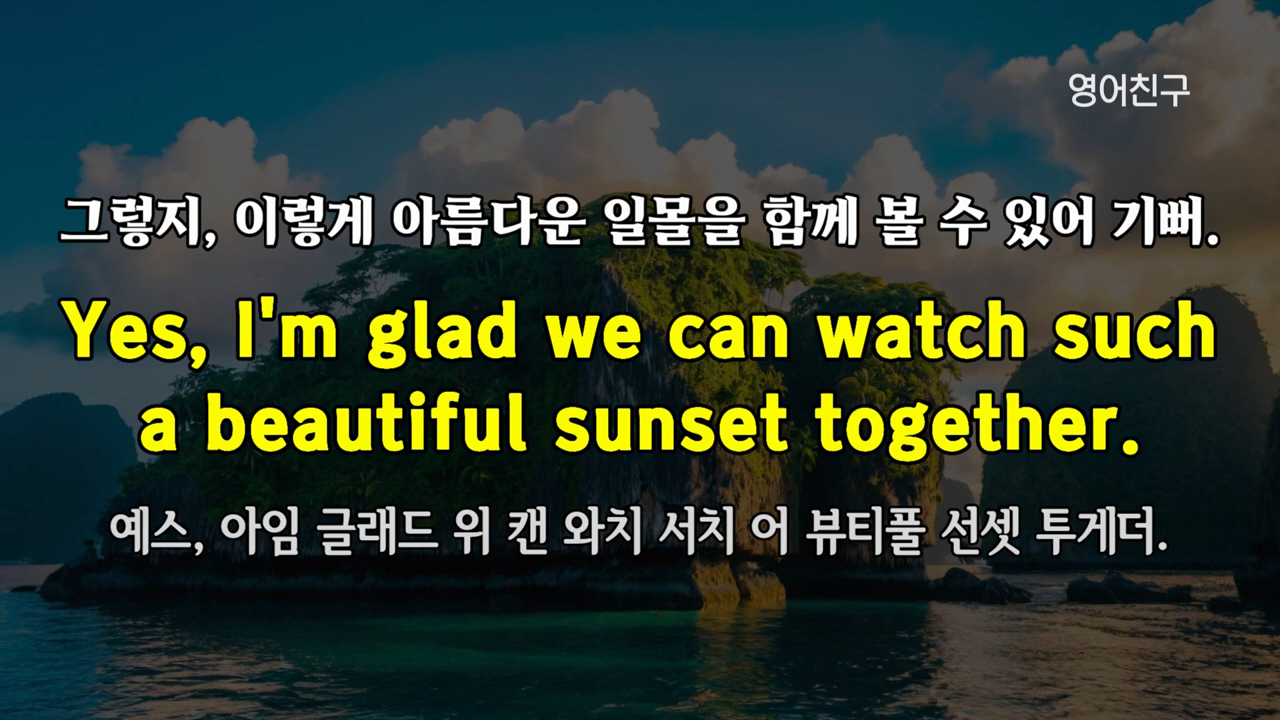 영어친구
그렇지, 이렇게 아름다운 일몰을 함께 볼 수 있어 기뻐.
Yes, I'm glad we can watch such
a beautiful sunset together.
예스, 아임 글래드 위 캔 와치 서치 어 뷰티풀 선셋 투게더.